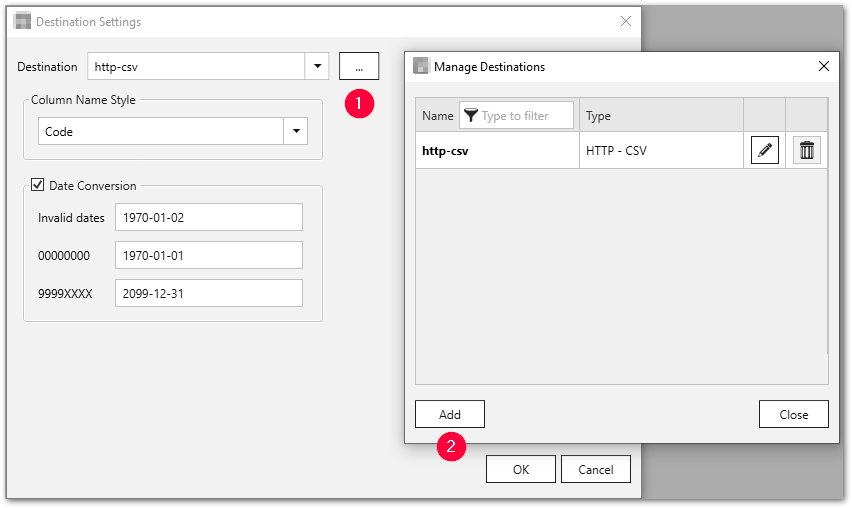 Destination Settings
Destination http-csv ...
1
Column Name Style
Code
Date Conversion
Invalid dates 1970-01-02
00000000 1970-01-01
9999XXXX 2099-12-31
OK Cancel
Manage Destinations
Name Type to filter Type
http-csv HTTP - CSV
Add Close
2